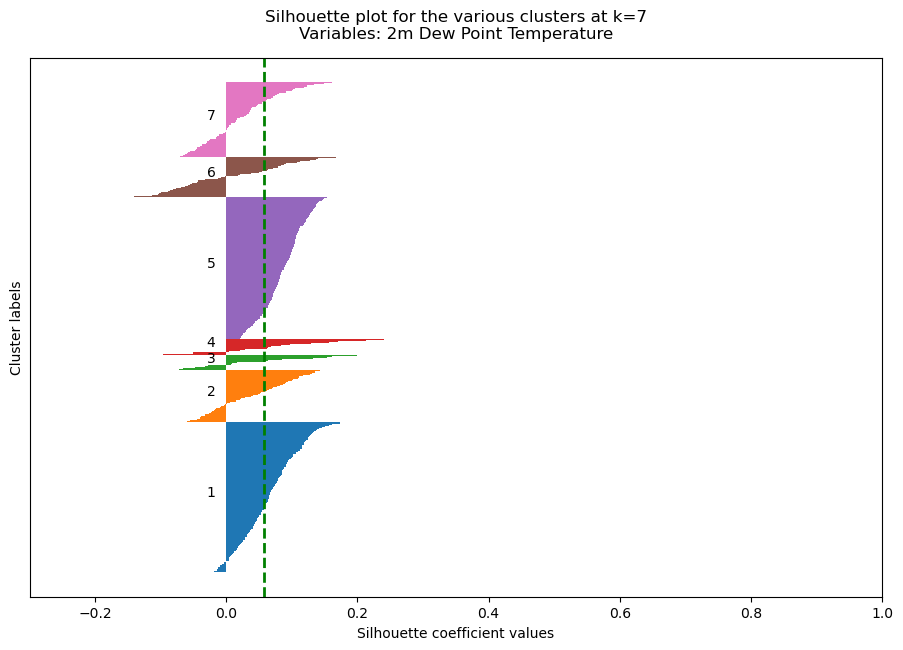 Silhouette plot for the various clusters at k=7
Variables: 2m Dew Point Temperature
Cluster labels
7
6
5
4
3
2
1
−0.2 0.0 0.2 0.4 0.6 0.8 1.0
Silhouette coefficient values